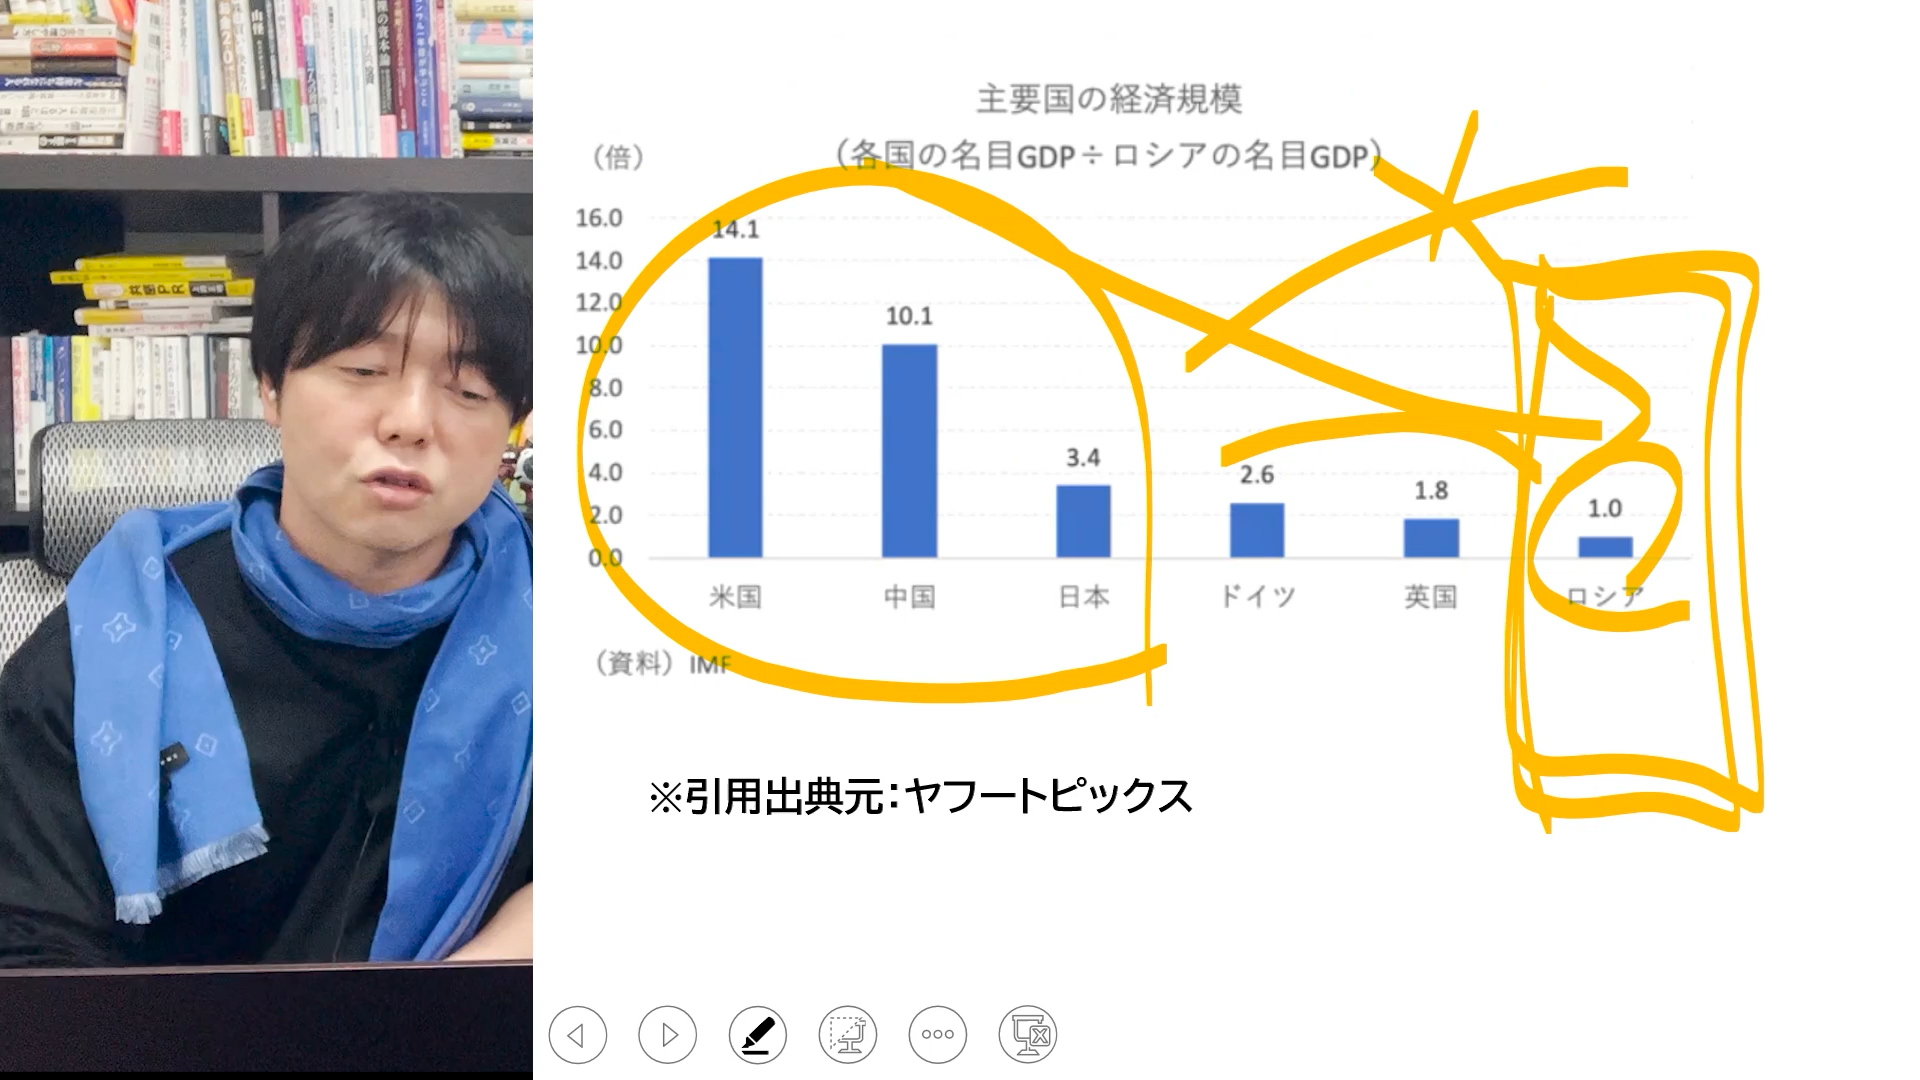 主要国の経済規模
（各国の名目GDP÷ロシアの名目GDP）
（倍）
16.0
14.0
12.0
10.0
8.0
6.0
4.0
2.0
0.0
14.1
10.1
3.4
2.6
1.8
1.0
米国 中国 日本 ドイツ 英国 ロシア
（資料）IMF
※引用出典元：ヤフートピックス